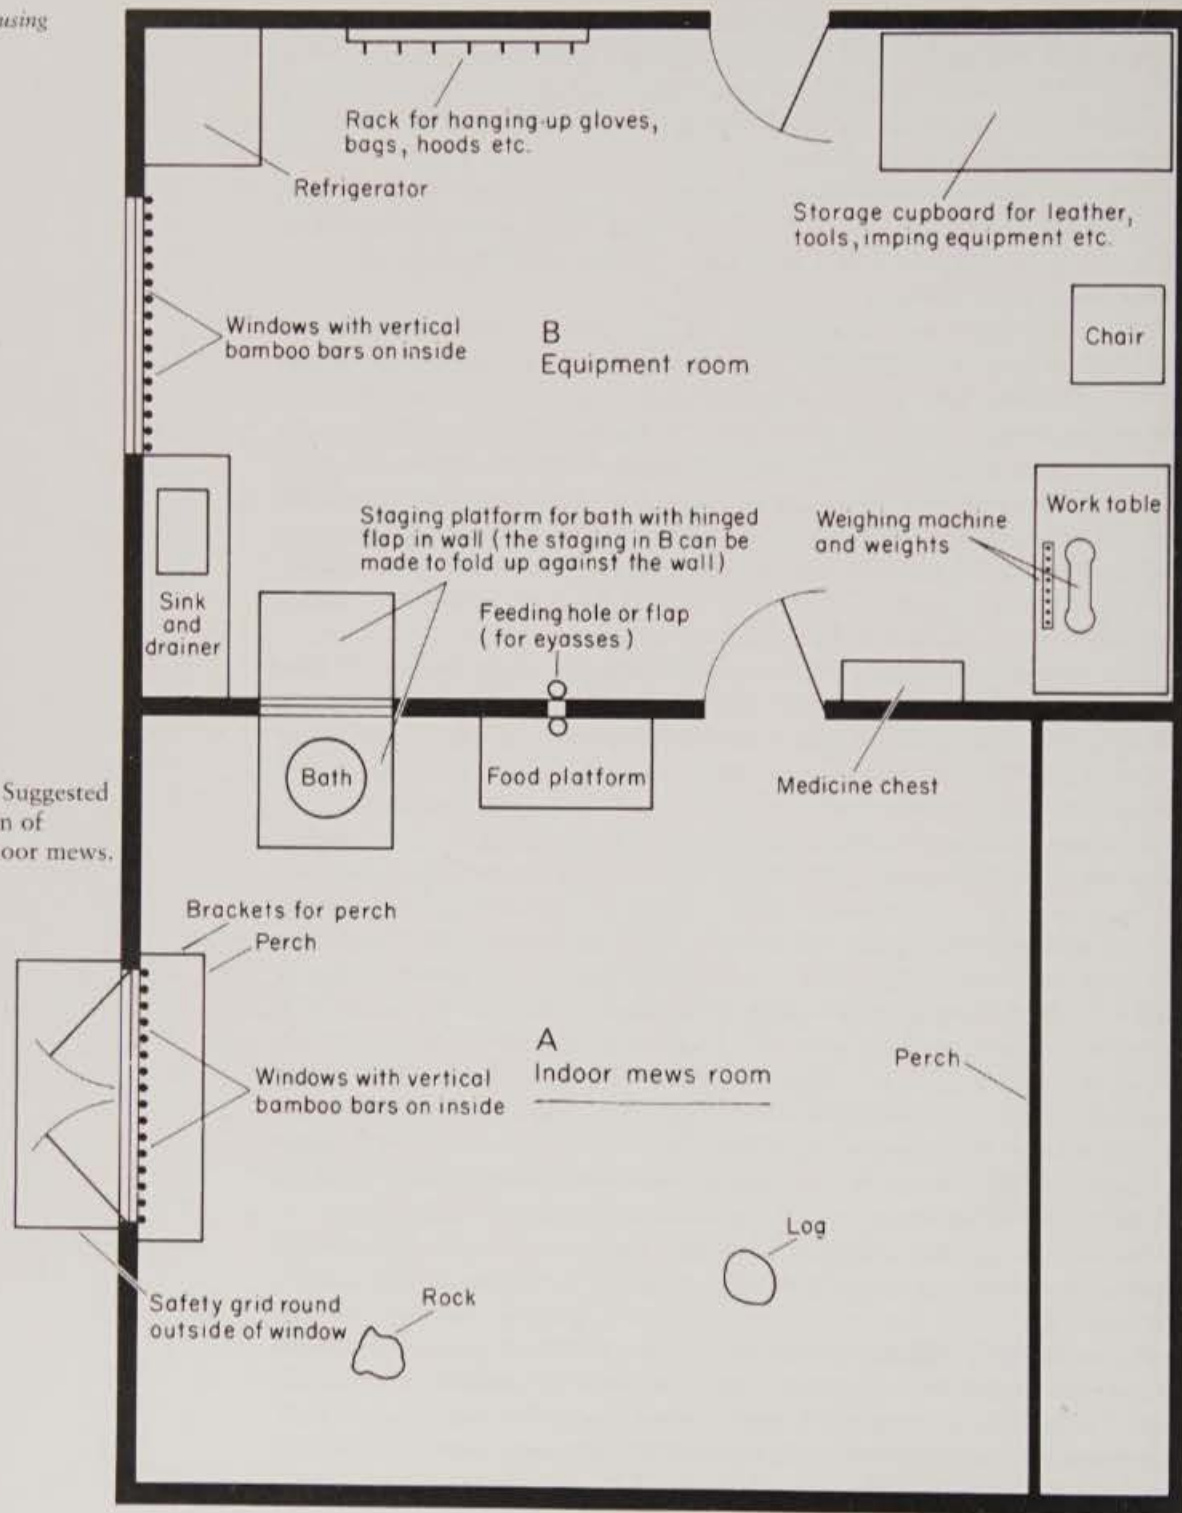 using
Rack for hanging-up gloves,
bags, hoods etc.
Refrigerator
Storage cupboard for leather,
tools, imping equipment etc.
Windows with vertical
bamboo bars on inside
B
Equipment room
Chair
Staging platform for bath with hinged
flap in wall (the staging in B can be
made to fold up against the wall)
Weighing machine
and weights
Work table
Sink
and
drainer
Feeding hole or flap
(for eyasses)
Bath
Food platform
Medicine chest
Suggested
n of
oor mews.
Brackets for perch
Perch
A
Indoor mews room
Perch
Windows with vertical
bamboo bars on inside
Log
Safety grid round
outside of window
Rock